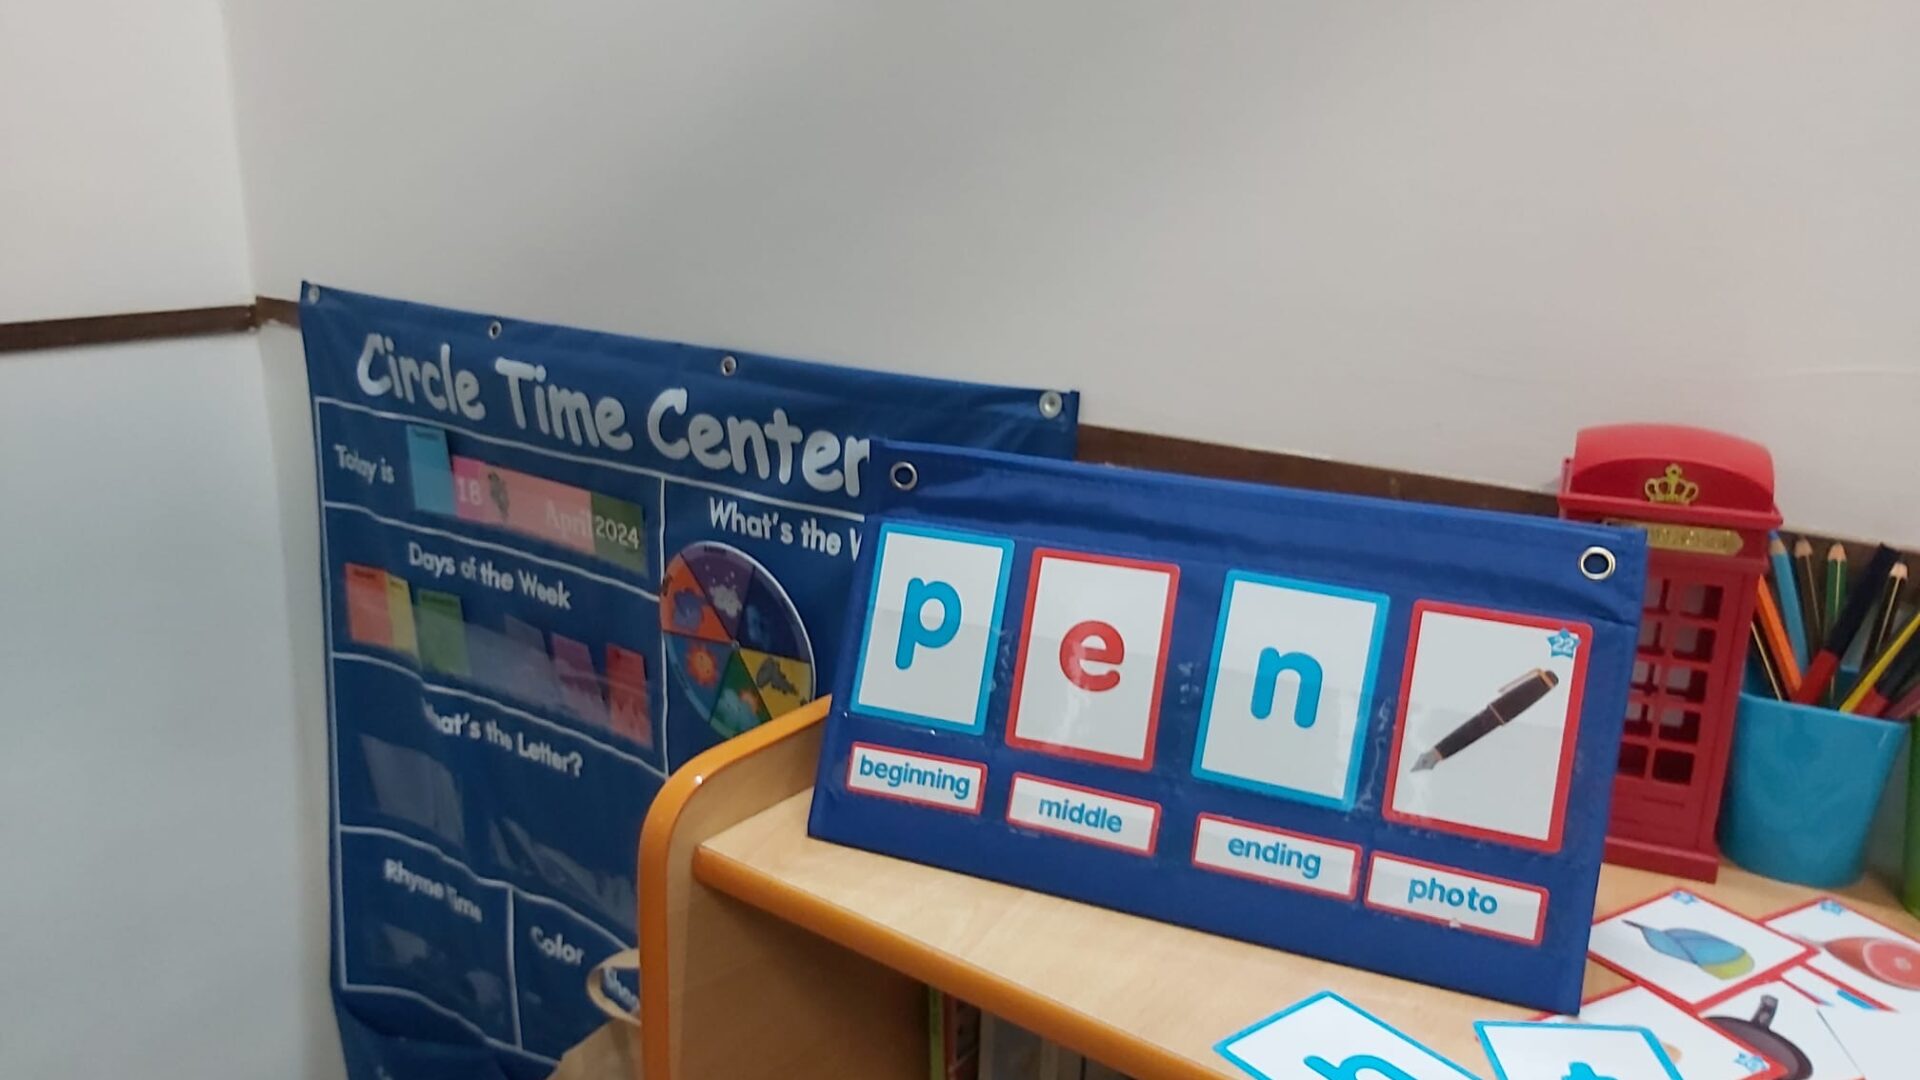 Circle Time Center
Today is
18
April
2024
What's the
Days of the Week
What's the Letter?
Rhyme Time
Color
p
e
n
22
beginning
middle
ending
photo